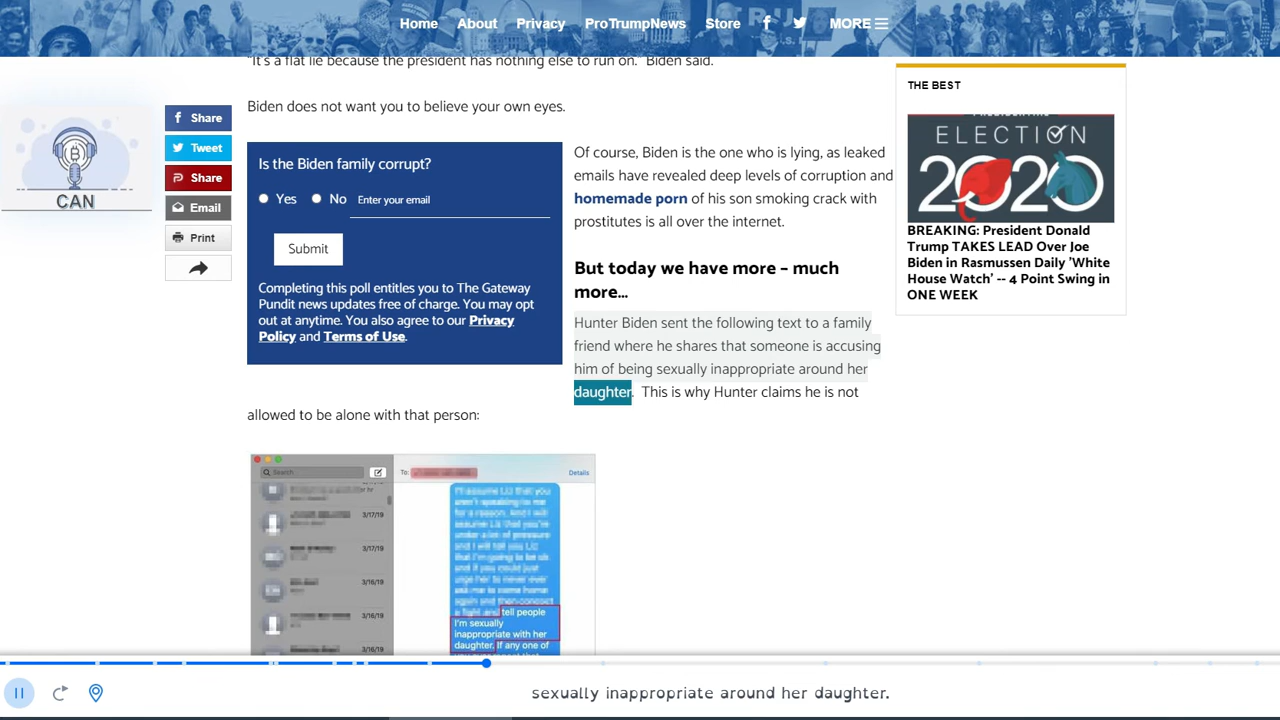 Home About Privacy ProTrumpNews Store MORE
"It's a flat lie because the president has nothing else to run on." Biden said.
Biden does not want you to believe your own eyes.
CAN
Share
Tweet
Share
Email
Print
Is the Biden family corrupt?
Yes No Enter your email
Submit
Completing this poll entitles you to The Gateway
Pundit news updates free of charge. You may opt
out at anytime. You also agree to our Privacy
Policy and Terms of Use.
Of course, Biden is the one who is lying, as leaked
emails have revealed deep levels of corruption and
homemade porn of his son smoking crack with
prostitutes is all over the internet.
But today we have more – much
more…
Hunter Biden sent the following text to a family
friend where he shares that someone is accusing
him of being sexually inappropriate around her
daughter. This is why Hunter claims he is not
allowed to be alone with that person:
THE BEST
ELECTION
2020
BREAKING: President Donald
Trump TAKES LEAD Over Joe
Biden in Rasmussen Daily 'White
House Watch' -- 4 Point Swing in
ONE WEEK
Search
To:
Details
3/17/19
3/17/19
3/16/19
3/16/19
3/16/19
tell people
I'm sexually
inappropriate with her
daughter. If any one of
sexually inappropriate around her daughter.